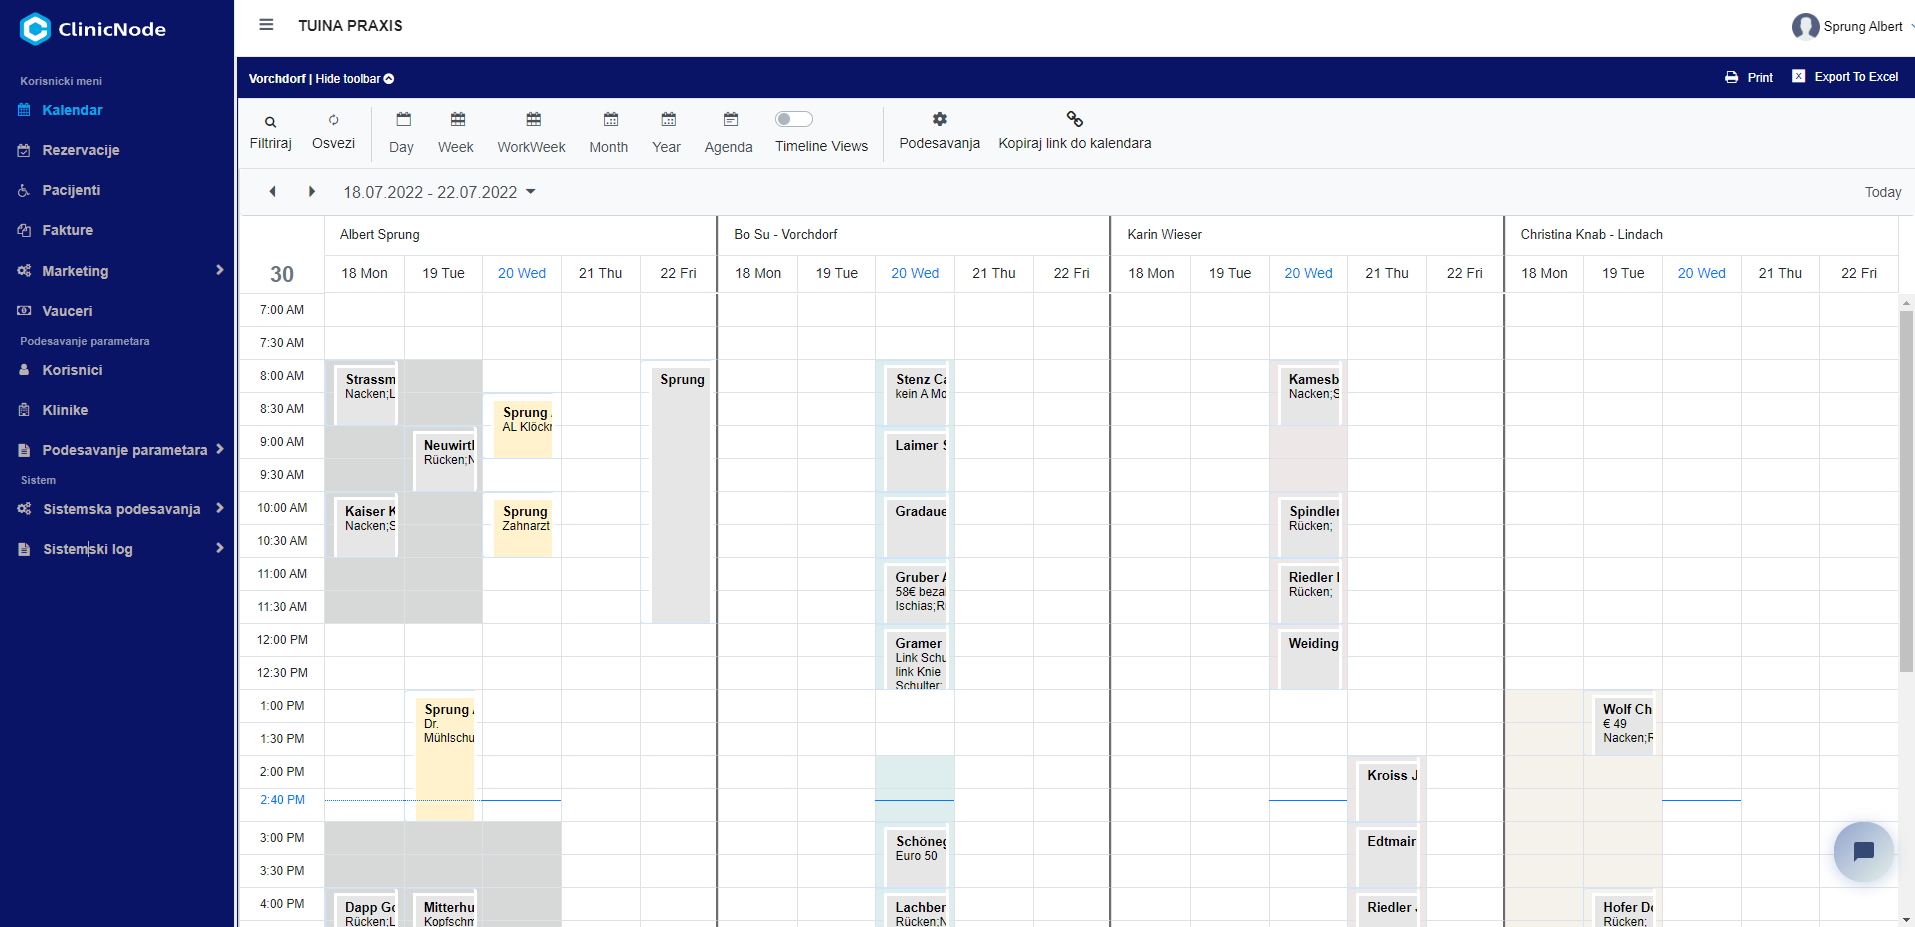 ClinicNode
TUINA PRAXIS
Sprung Albert
Korisnicki meni
Kalendar
Rezervacije
Pacijenti
Fakture
Marketing
Vauceri
Podesavanje parametara
Korisnici
Klinike
Podesavanje parametara
Sistem
Sistemska podesavanja
Sistemski log
Vorchdorf | Hide toolbar
Print
Export To Excel
Filtriraj
Osvezi
Day
Week
WorkWeek
Month
Year
Agenda
Timeline Views
Podesavanja
Kopiraj link do kalendara
18.07.2022 - 22.07.2022
Today
Albert Sprung
Bo Su - Vorchdorf
Karin Wieser
Christina Knab - Lindach
30
18 Mon 19 Tue 20 Wed 21 Thu 22 Fri
18 Mon 19 Tue 20 Wed 21 Thu 22 Fri
18 Mon 19 Tue 20 Wed 21 Thu 22 Fri
18 Mon 19 Tue 20 Wed 21 Thu 22 Fri
7:00 AM
7:30 AM
8:00 AM
8:30 AM
9:00 AM
9:30 AM
10:00 AM
10:30 AM
11:00 AM
11:30 AM
12:00 PM
12:30 PM
1:00 PM
1:30 PM
2:00 PM
2:40 PM
3:00 PM
3:30 PM
4:00 PM
Strassm
Nacken;L
Kaiser K
Nacken;S
Dapp Go
Rücken;L
Neuwirtl
Rücken;N
Sprung
Dr.
Mühlschu
Mitterhu
Kopfschm
Sprung
AL Klöckr
Sprung
Zahnarzt
Sprung
Stenz Ca
kein A Mo
Laimer S
Gradaue
Gruber A
58€ beza
Ischias;R
Gramer
Link Schu
link Knie
Schulter;
Schöneg
Euro 50
Lachber
Rücken;N
Kamesb
Nacken;S
Spindler
Rücken;
Riedler
Rücken;
Weiding
Kroiss J
Edtmair
Riedler
Wolf Ch
€ 49
Nacken;R
Hofer Do
Rücken;